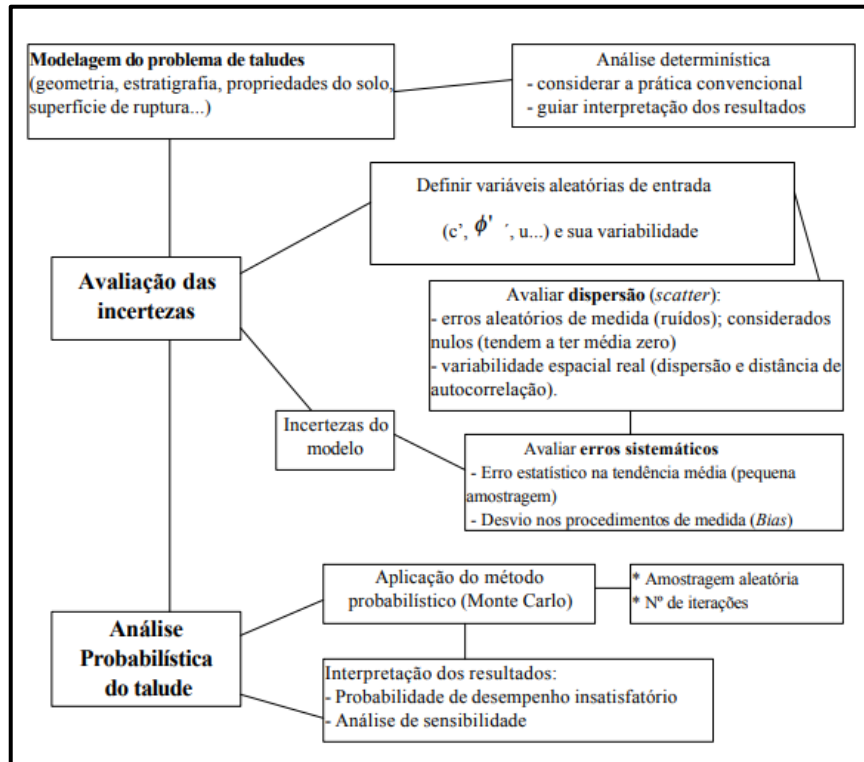 Modelagem do problema de taludes
(geometria, estratigrafia, propriedades do solo,
superfície de ruptura...)
Análise determinística
- considerar a prática convencional
- guiar interpretação dos resultados
Definir variáveis aleatórias de entrada
(c’, ϕ' ´, u...) e sua variabilidade
Avaliação das
incertezas
Avaliar dispersão (scatter):
- erros aleatórios de medida (ruídos); considerados
nulos (tendem a ter média zero)
- variabilidade espacial real (dispersão e distância de
autocorrelação).
Incertezas do
modelo
Avaliar erros sistemáticos
- Erro estatístico na tendência média (pequena
amostragem)
- Desvio nos procedimentos de medida (Bias)
Aplicação do método
probabilístico (Monte Carlo)
* Amostragem aleatória
* Nº de iterações
Análise
Probabilística
do talude
Interpretação dos resultados:
- Probabilidade de desempenho insatisfatório
- Análise de sensibilidade